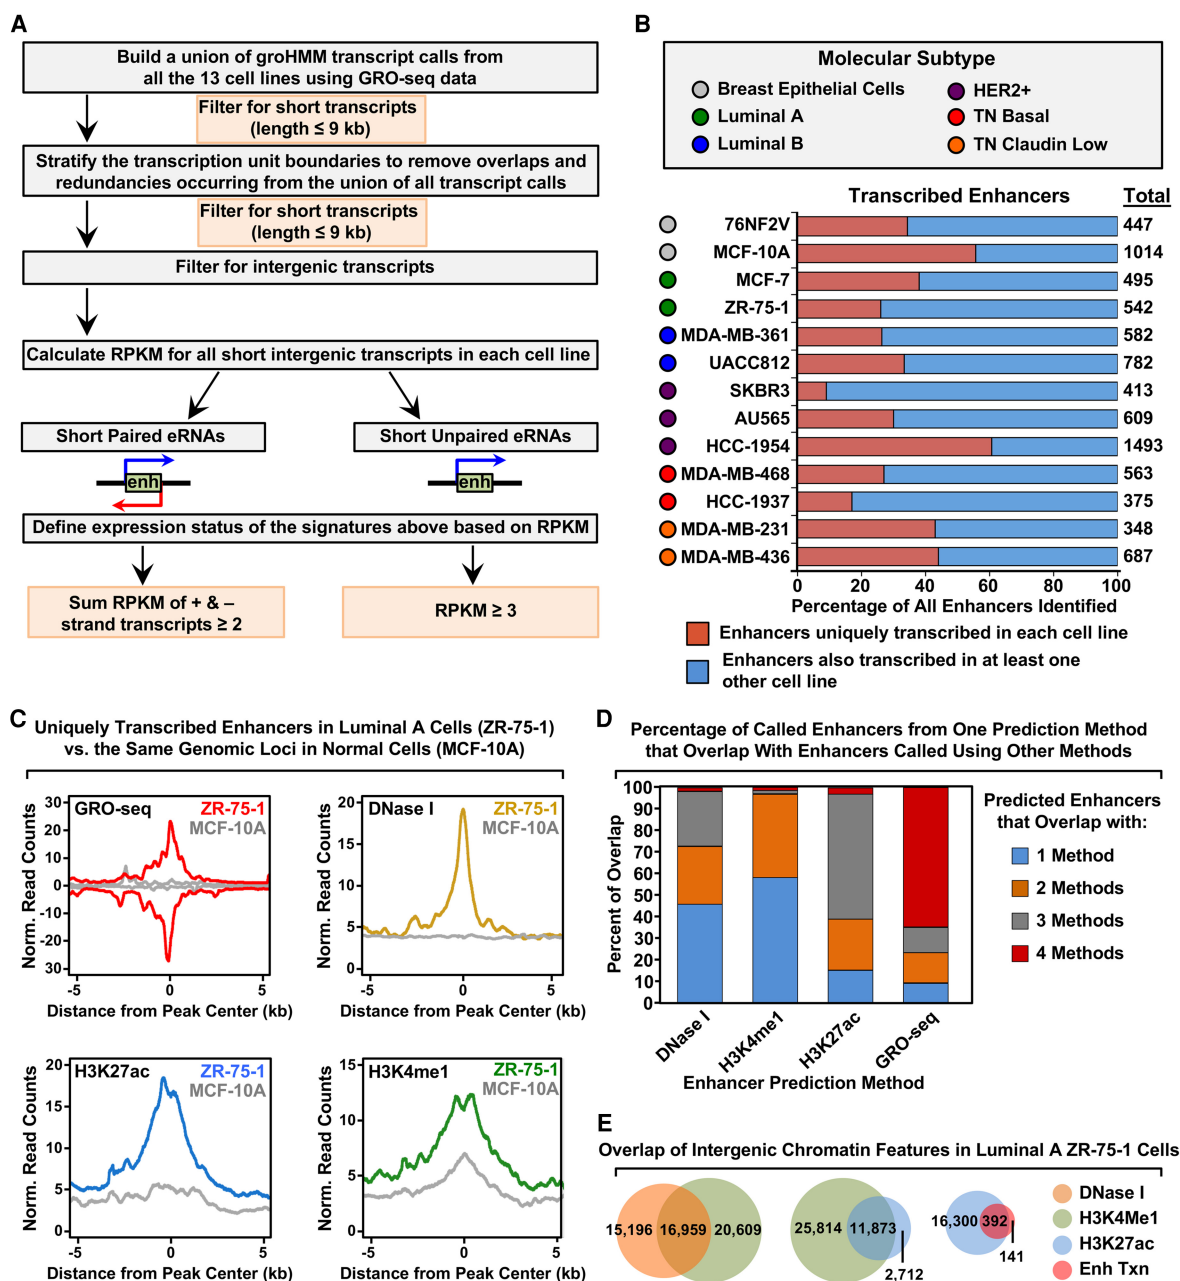 A
Build a union of groHMM transcript calls from
all the 13 cell lines using GRO-seq data
Filter for short transcripts
(length ≤ 9 kb)
Stratify the transcription unit boundaries to remove overlaps and
redundancies occurring from the union of all transcript calls
Filter for short transcripts
(length ≤ 9 kb)
Filter for intergenic transcripts
Calculate RPKM for all short intergenic transcripts in each cell line
Short Paired eRNAs
Short Unpaired eRNAs
enh
enh
Define expression status of the signatures above based on RPKM
Sum RPKM of + & –
strand transcripts ≥ 2
RPKM ≥ 3
B
Molecular Subtype
Breast Epithelial Cells
HER2+
Luminal A
TN Basal
Luminal B
TN Claudin Low
Transcribed Enhancers
Total
76NF2V 447
MCF-10A 1014
MCF-7 495
ZR-75-1 542
MDA-MB-361 582
UACC812 782
SKBR3 413
AU565 609
HCC-1954 1493
MDA-MB-468 563
HCC-1937 375
MDA-MB-231 348
MDA-MB-436 687
0 20 40 60 80 100
Percentage of All Enhancers Identified
Enhancers uniquely transcribed in each cell line
Enhancers also transcribed in at least one
other cell line
C
Uniquely Transcribed Enhancers in Luminal A Cells (ZR-75-1)
vs. the Same Genomic Loci in Normal Cells (MCF-10A)
GRO-seq
ZR-75-1
MCF-10A
Norm. Read Counts
30
20
10
0
-10
-20
30
-5 0 5
Distance from Peak Center (kb)
DNase I
ZR-75-1
MCF-10A
Norm. Read Counts
20
15
10
5
0
-5 0 5
Distance from Peak Center (kb)
H3K27ac
ZR-75-1
MCF-10A
Norm. Read Counts
20
15
10
5
0
-5 0 5
Distance from Peak Center (kb)
H3K4me1
ZR-75-1
MCF-10A
Norm. Read Counts
15
10
5
0
-5 0 5
Distance from Peak Center (kb)
D
Percentage of Called Enhancers from One Prediction Method
that Overlap With Enhancers Called Using Other Methods
Percent of Overlap
100
90
80
70
60
50
40
30
20
10
0
DNase I
H3K4me1
H3K27ac
GRO-seq
Enhancer Prediction Method
Predicted Enhancers
that Overlap with:
1 Method
2 Methods
3 Methods
4 Methods
E
Overlap of Intergenic Chromatin Features in Luminal A ZR-75-1 Cells
15,196 16,959 20,609
25,814 11,873
2,712
16,300 392
141
DNase I
H3K4Me1
H3K27ac
Enh Txn